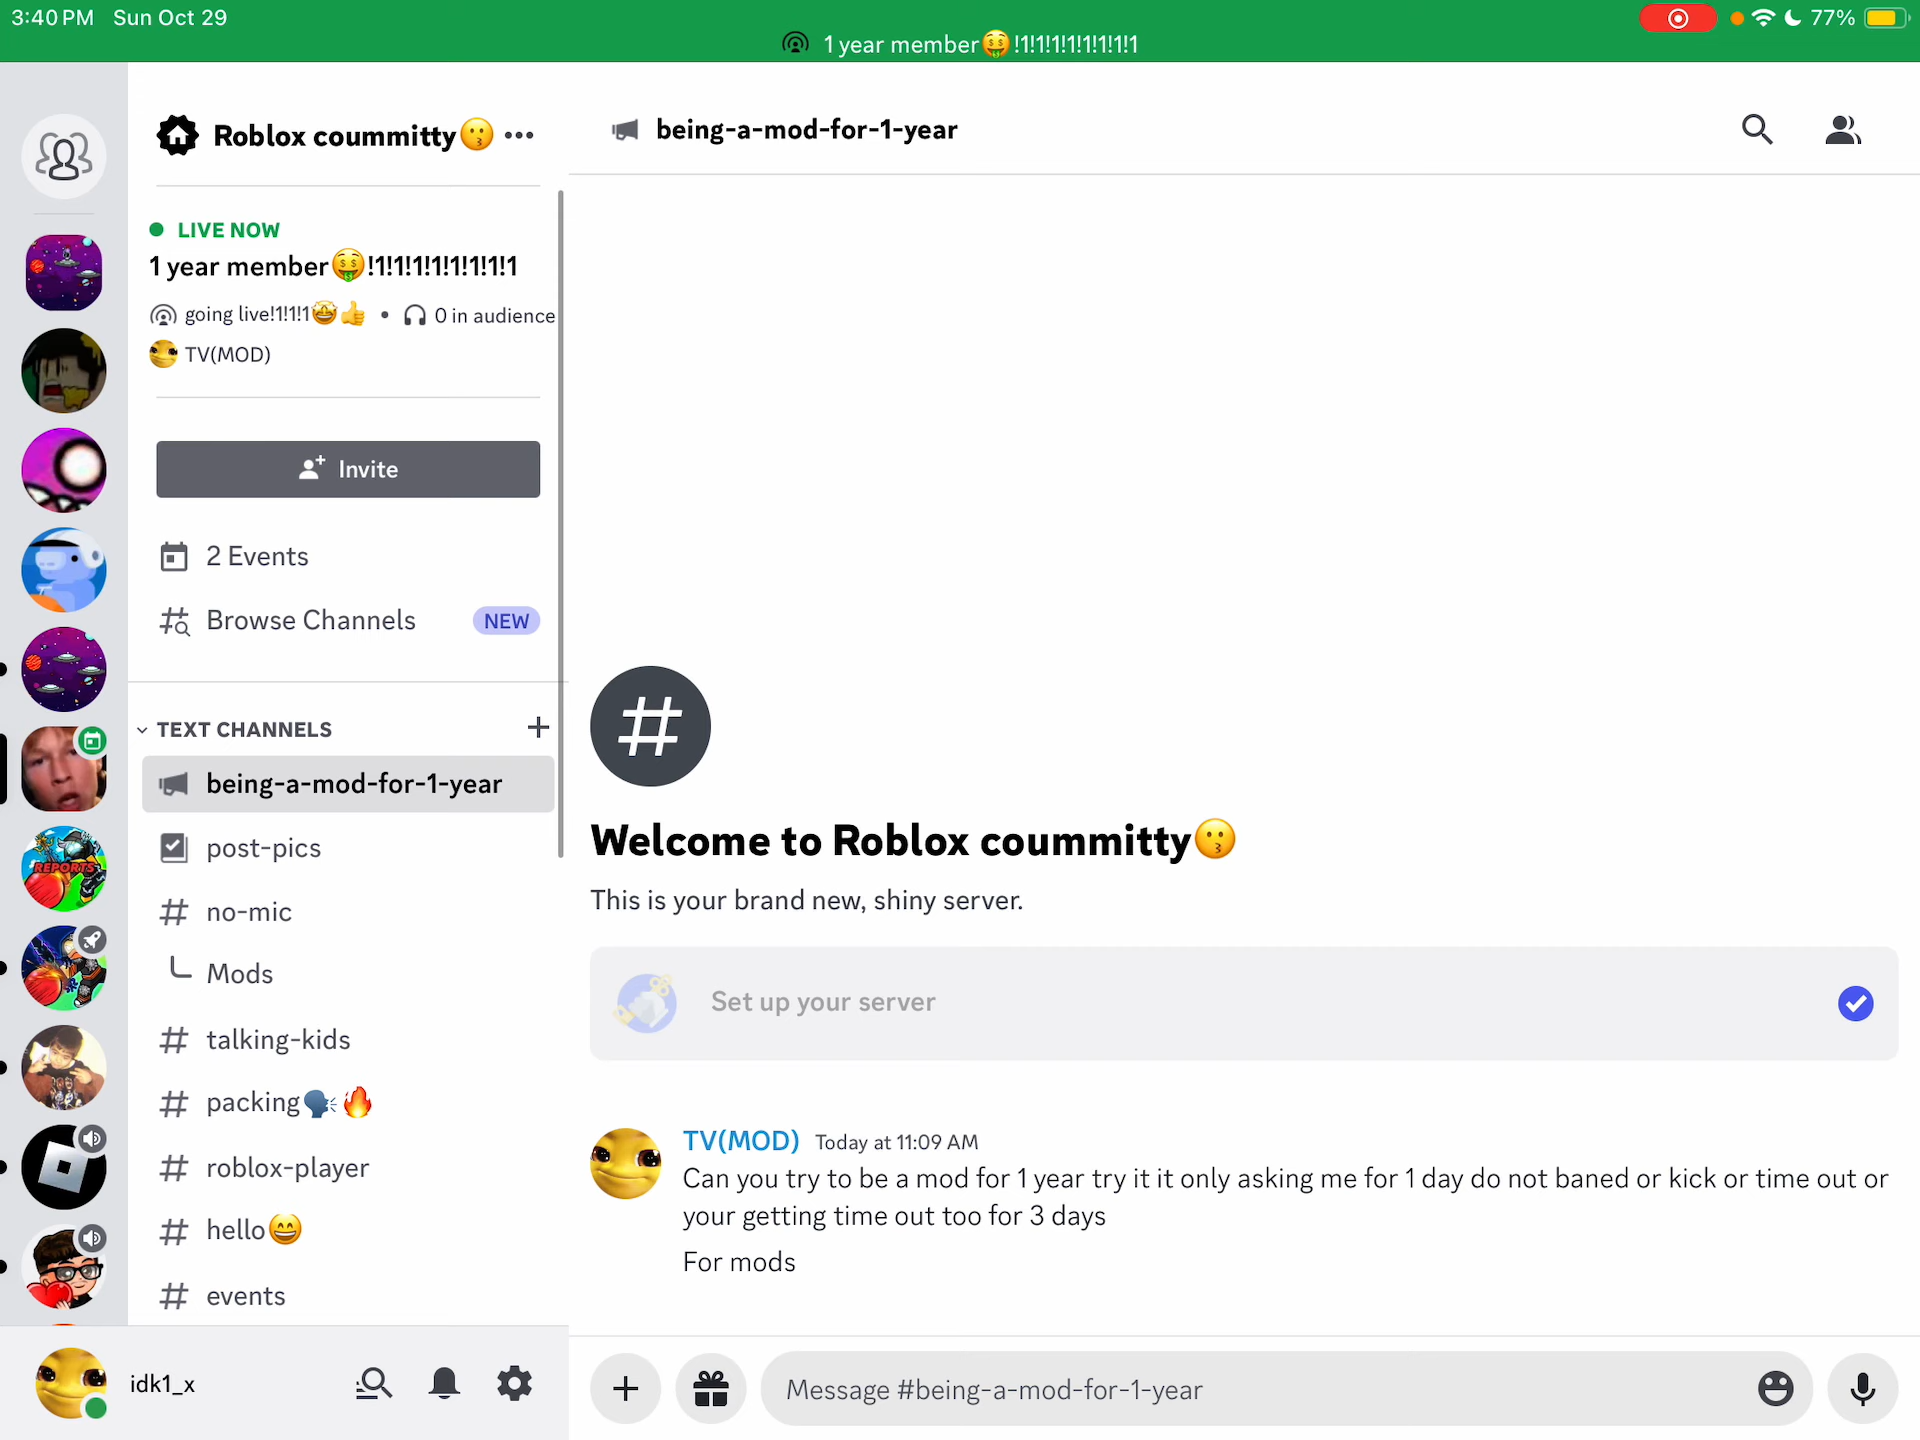 3:40 PM Sun Oct 29
77%
1 year member🤑!1!1!1!1!1!1!1!1
Roblox coummitty😗
LIVE NOW
1 year member🤑!1!1!1!1!1!1!1!1
going live!1!1!1🤩👍 • 0 in audience
TV(MOD)
Invite
2 Events
Browse Channels NEW
TEXT CHANNELS
being-a-mod-for-1-year
post-pics
no-mic
Mods
talking-kids
packing🗣️🔥
roblox-player
hello😄
events
idk1_x
being-a-mod-for-1-year
Welcome to Roblox coummitty😗
This is your brand new, shiny server.
Set up your server
TV(MOD) Today at 11:09 AM
Can you try to be a mod for 1 year try it it only asking me for 1 day do not baned or kick or time out or
your getting time out too for 3 days
For mods
Message #being-a-mod-for-1-year
REPORTS